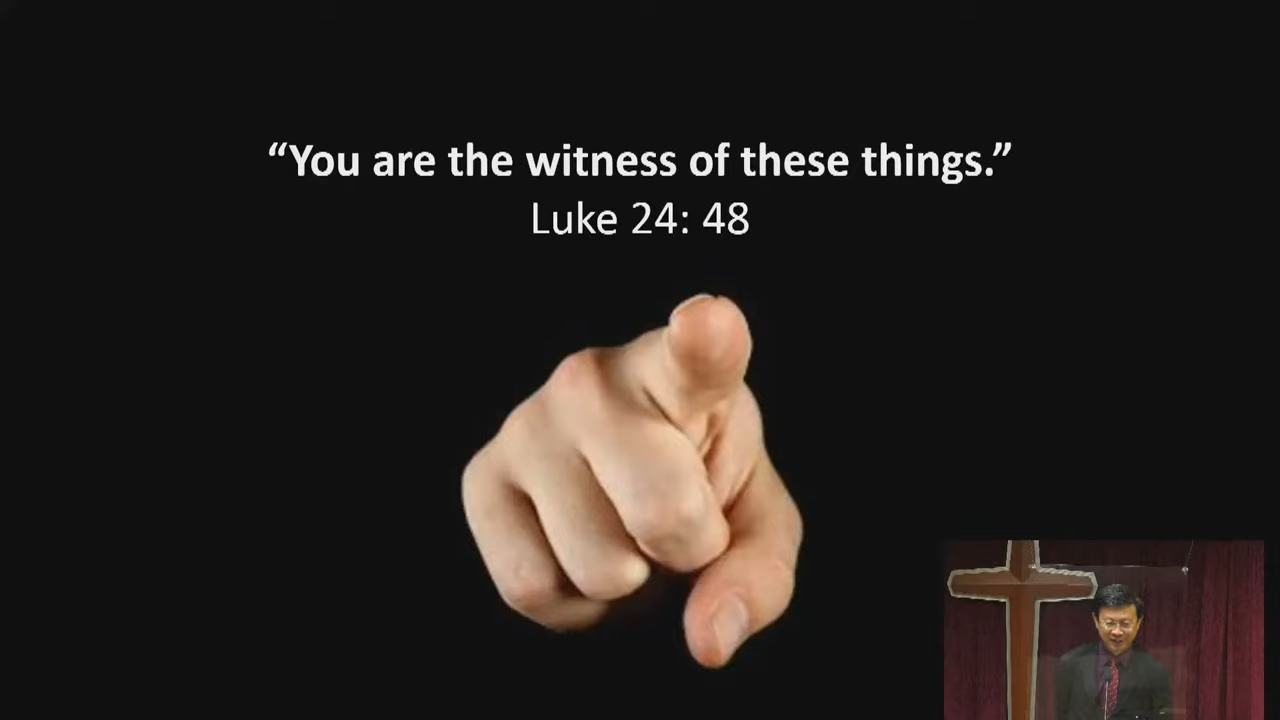 “You are the witness of these things.”
Luke 24: 48